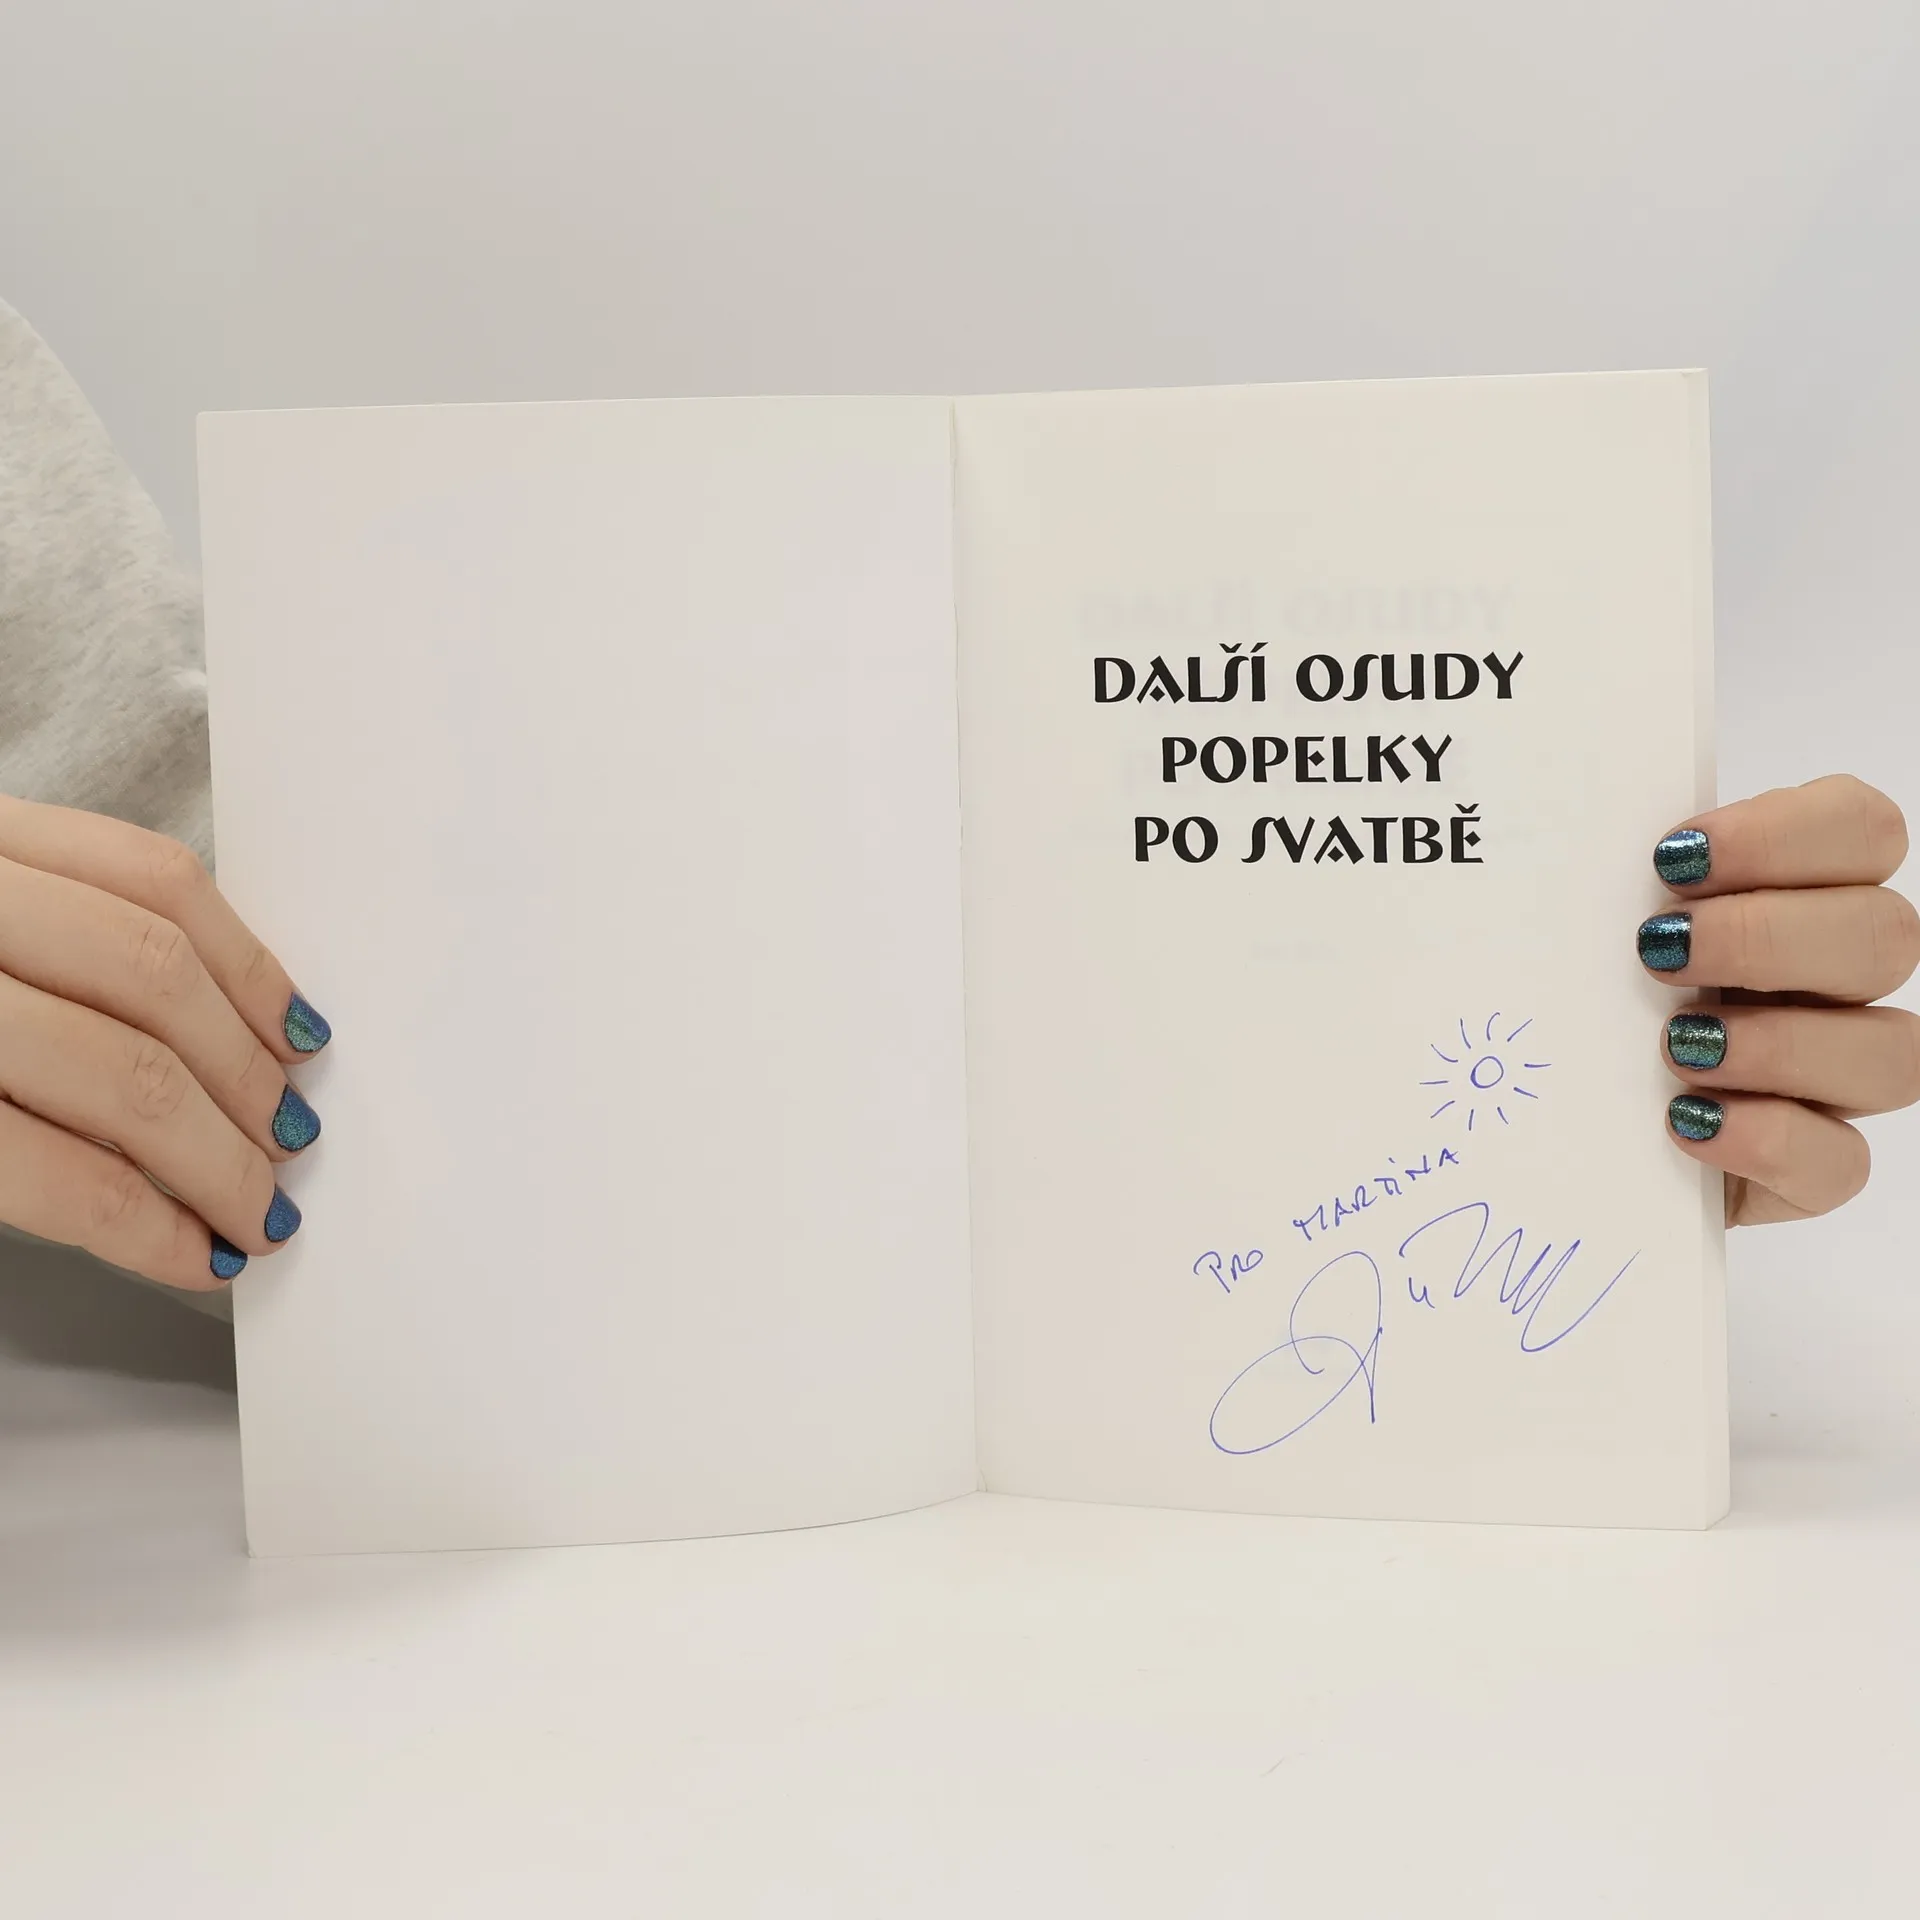 DALŠÍ OSUDY
POPELKY
PO SVATBĚ
PRO MARTINA